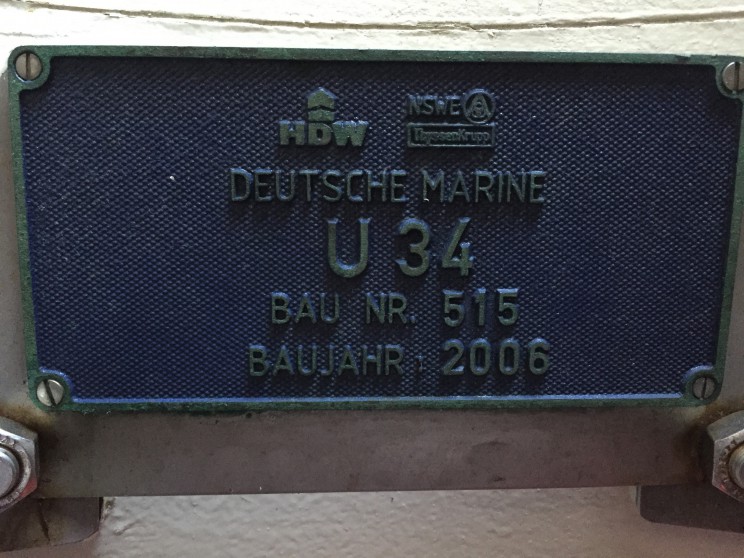 HDW NSWE
ThyssenKrupp
DEUTSCHE MARINE
U 34
BAU NR. 515
BAUJAHR 2006